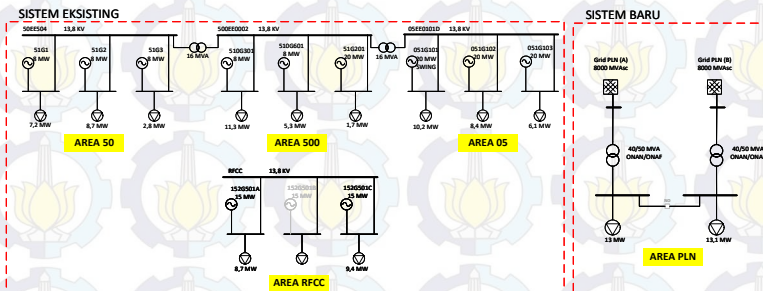 SISTEM EKSISTING
50EE504 13,8 KV
51G1
8 MW
51G2
8 MW
51G3
8 MW
16 MVA
500EE0002 13,8 KV
510G301
8 MW
510G601
8 MW
51G201
20 MW
16 MVA
05EE0101D 13,8 KV
051G101
20 MW
SWING
051G102
20 MW
051G103
20 MW
7,2 MW
8,7 MW
2,8 MW
11,3 MW
5,3 MW
1,7 MW
10,2 MW
8,4 MW
6,1 MW
AREA 50
AREA 500
AREA 05
RFCC 13,8 KV
152G501A
15 MW
152G501B
15 MW
152G501C
15 MW
8,7 MW
9,4 MW
AREA RFCC
SISTEM BARU
Grid PLN (A)
8000 MVAsc
Grid PLN (B)
8000 MVAsc
40/50 MVA
ONAN/ONAF
40/50 MVA
ONAN/ONAF
13 MW
13,1 MW
AREA PLN